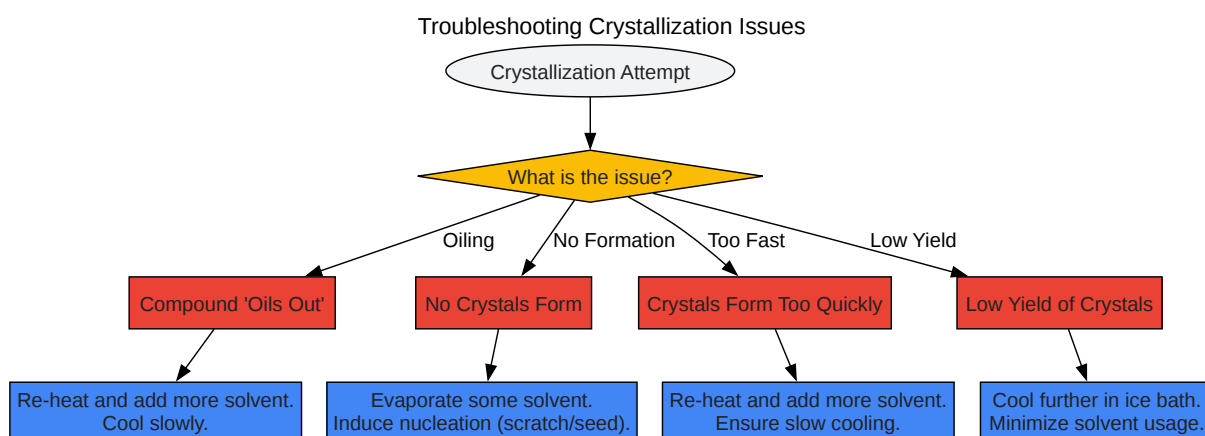 Troubleshooting Crystallization Issues
Crystallization Attempt
What is the issue?
Oiling
No Formation
Too Fast
Low Yield
Compound 'Oils Out'
No Crystals Form
Crystals Form Too Quickly
Low Yield of Crystals
Re-heat and add more solvent.
Cool slowly.
Evaporate some solvent.
Induce nucleation (scratch/seed).
Re-heat and add more solvent.
Ensure slow cooling.
Cool further in ice bath.
Minimize solvent usage.